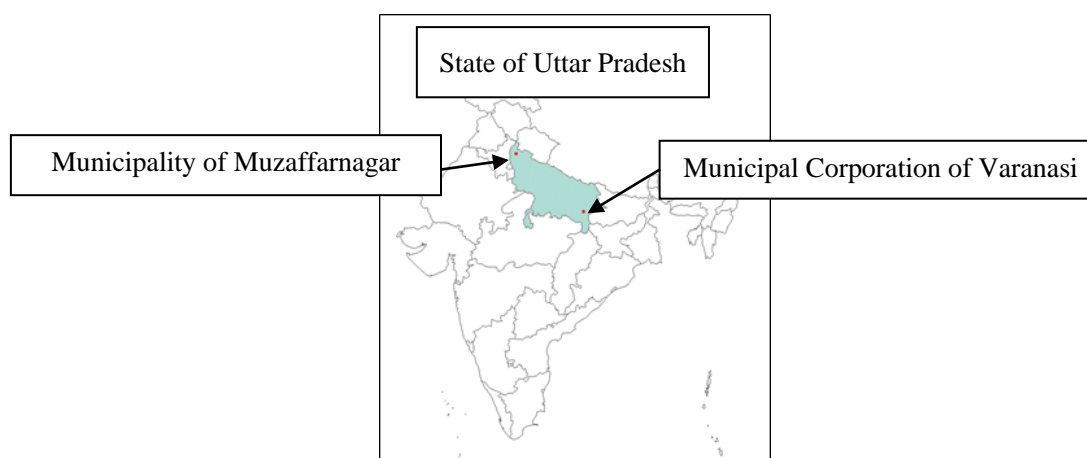 State of Uttar Pradesh
Municipality of Muzaffarnagar
Municipal Corporation of Varanasi